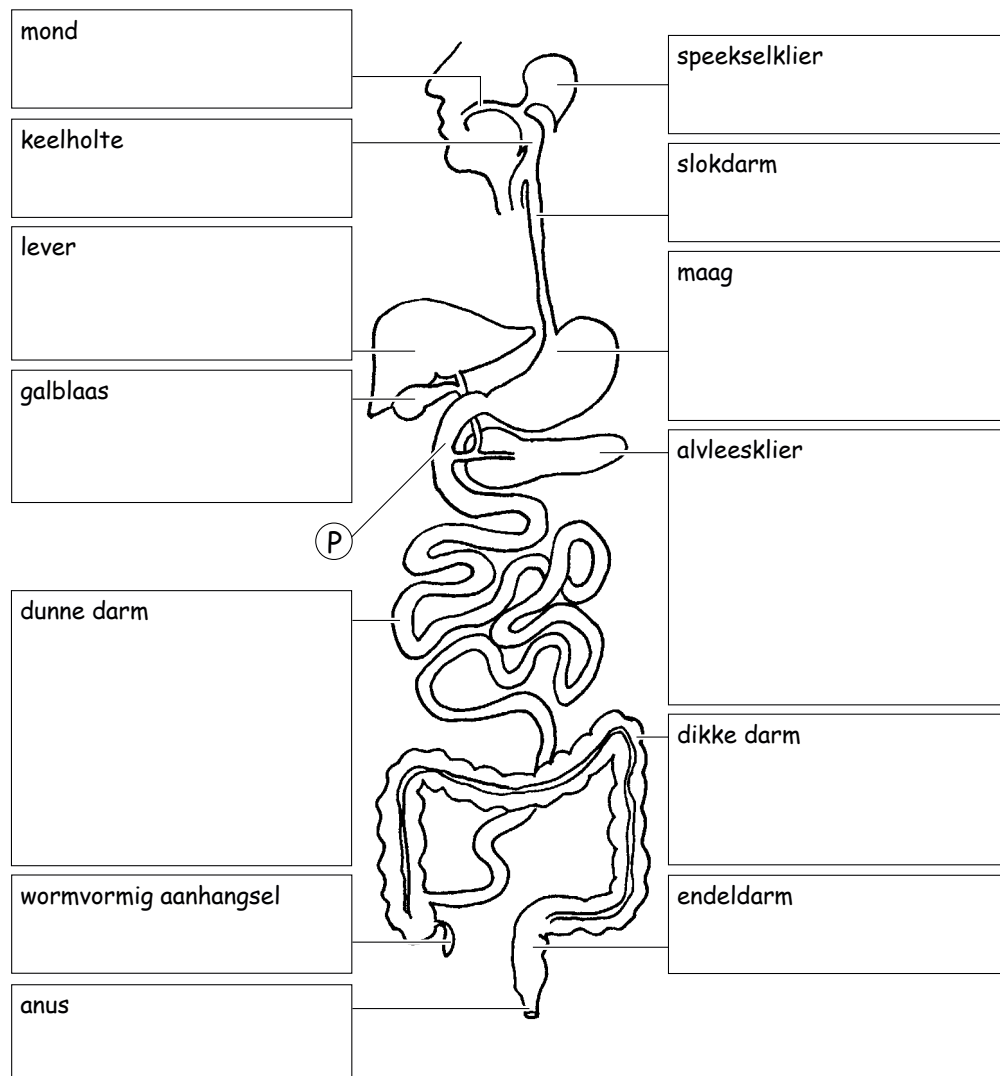 mond
keelholte
lever
galblaas
P
dunne darm
wormvormig aanhangsel
anus
speekselklier
slokdarm
maag
alvleesklier
dikke darm
endeldarm